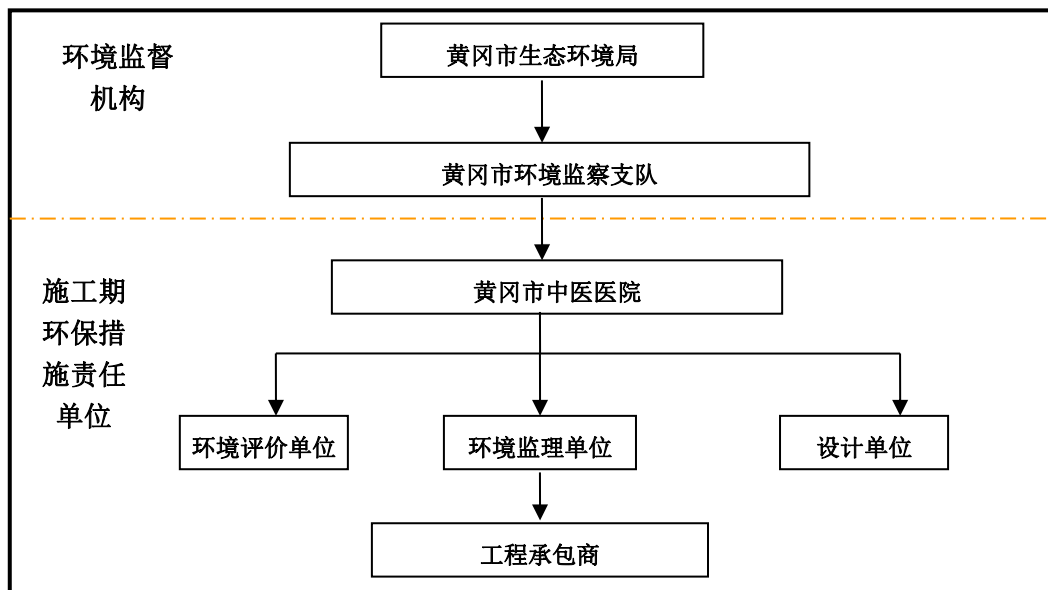 环境监督
机构
黄冈市生态环境局
黄冈市环境监察支队
施工期
环保措
施责任
单位
黄冈市中医医院
环境评价单位
环境监理单位
设计单位
工程承包商